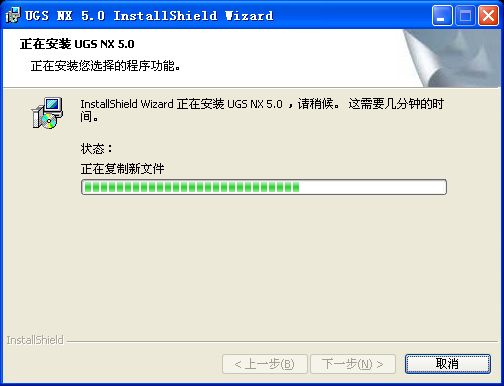 UGS NX 5.0 InstallShield Wizard
正在安装 UGS NX 5.0
正在安装您选择的程序功能。
InstallShield Wizard 正在安装 UGS NX 5.0 ，请稍候。 这需要几分钟的时
间。
状态：
正在复制新文件
InstallShield
< 上一步(B)
下一步(N) >
取消